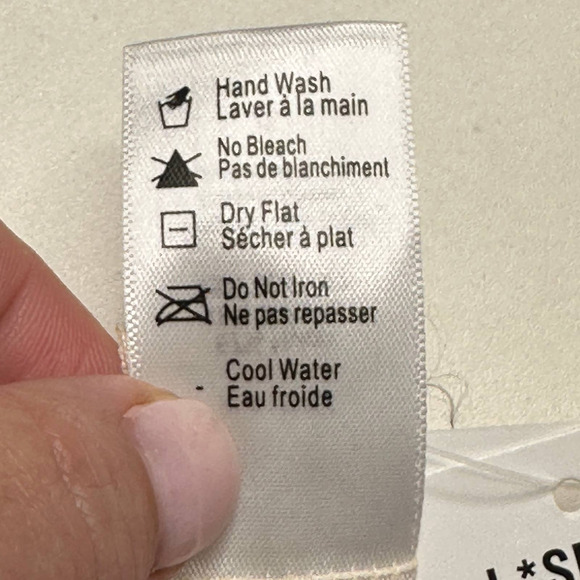 Hand Wash
Laver à la main
No Bleach
Pas de blanchiment
Dry Flat
Sécher à plat
Do Not Iron
Ne pas repasser
Cool Water
Eau froide